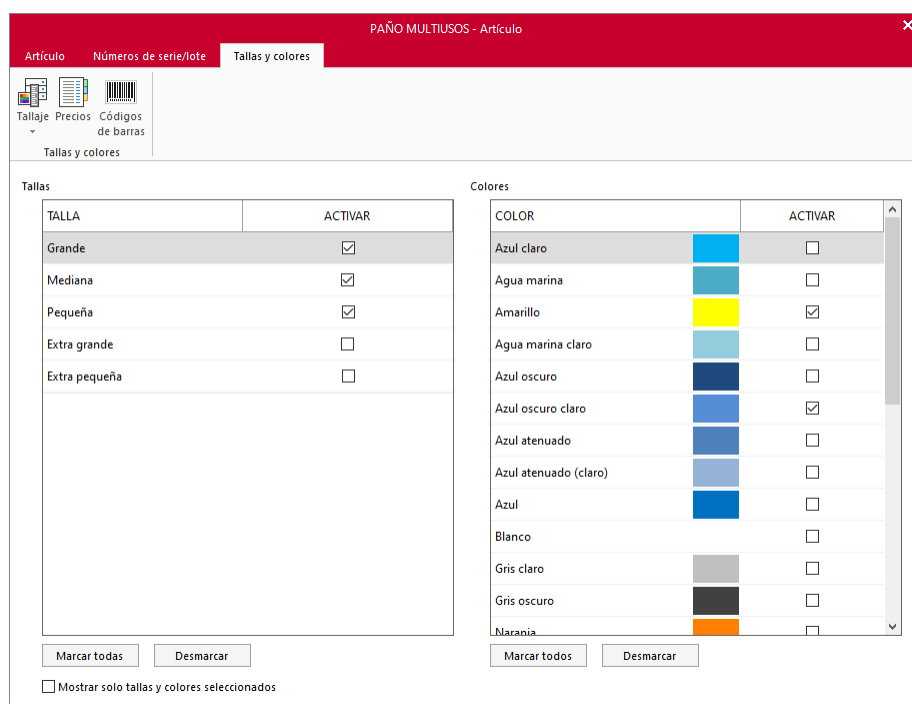 PAÑO MULTIUSOS - Artículo
Artículo Números de serie/lote Tallas y colores
Tallaje Precios Códigos de barras
Tallas y colores
Tallas
TALLA ACTIVAR
Grande
Mediana
Pequeña
Extra grande
Extra pequeña
Marcar todas Desmarcar
Mostrar solo tallas y colores seleccionados
Colores
COLOR ACTIVAR
Azul claro
Agua marina
Amarillo
Agua marina claro
Azul oscuro
Azul oscuro claro
Azul atenuado
Azul atenuado (claro)
Azul
Blanco
Gris claro
Gris oscuro
Naranja
Marcar todos Desmarcar